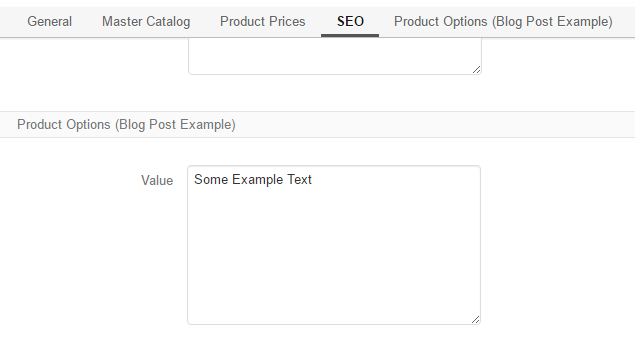 General Master Catalog Product Prices SEO Product Options (Blog Post Example)
Product Options (Blog Post Example)
Value Some Example Text